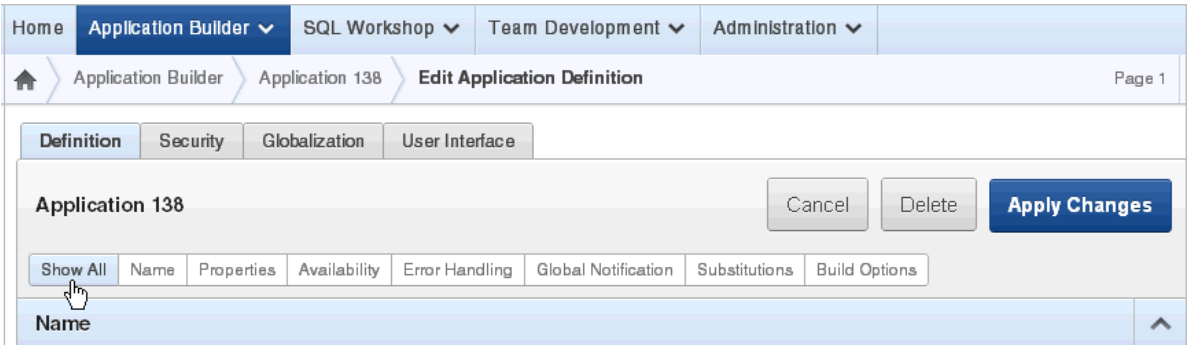 Home Application Builder SQL Workshop Team Development Administration
Application Builder Application 138 Edit Application Definition Page 1
Definition Security Globalization User Interface
Application 138 Cancel Delete Apply Changes
Show All Name Properties Availability Error Handling Global Notification Substitutions Build Options
Name